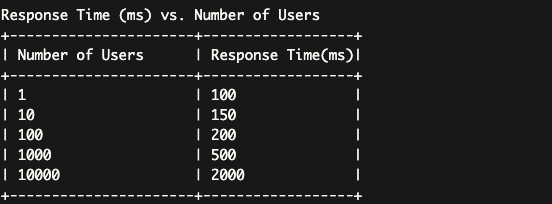 Response Time (ms) vs. Number of Users
+---------------------+-----------------+
| Number of Users     | Response Time(ms)|
+---------------------+-----------------+
| 1                   | 100             |
| 10                  | 150             |
| 100                 | 200             |
| 1000                | 500             |
| 10000               | 2000            |
+---------------------+-----------------+